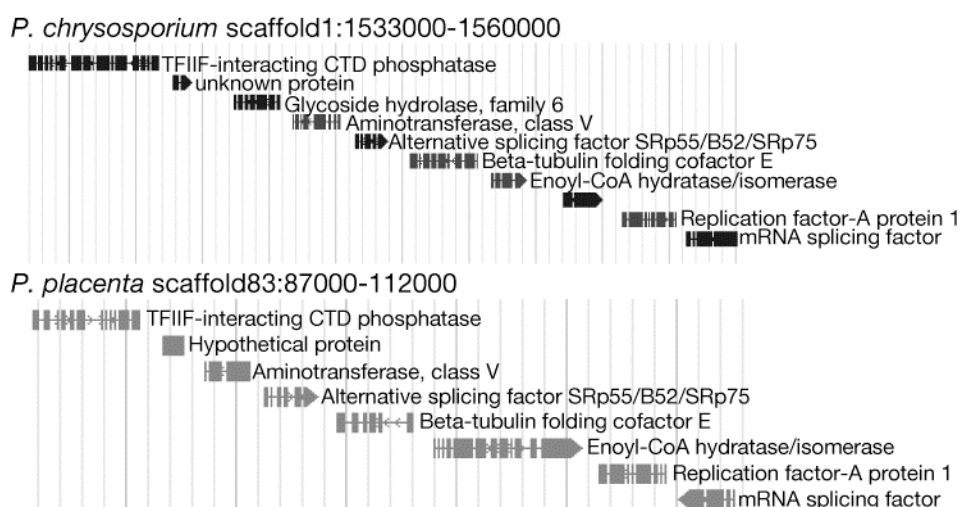 P. chrysosporium scaffold1:1533000-1560000
TFIIF-interacting CTD phosphatase
unknown protein
Glycoside hydrolase, family 6
Aminotransferase, class V
Alternative splicing factor SRp55/B52/SRp75
Beta-tubulin folding cofactor E
Enoyl-CoA hydratase/isomerase
Replication factor-A protein 1
mRNA splicing factor
P. placenta scaffold83:87000-112000
TFIIF-interacting CTD phosphatase
Hypothetical protein
Aminotransferase, class V
Alternative splicing factor SRp55/B52/SRp75
Beta-tubulin folding cofactor E
Enoyl-CoA hydratase/isomerase
Replication factor-A protein 1
mRNA splicing factor